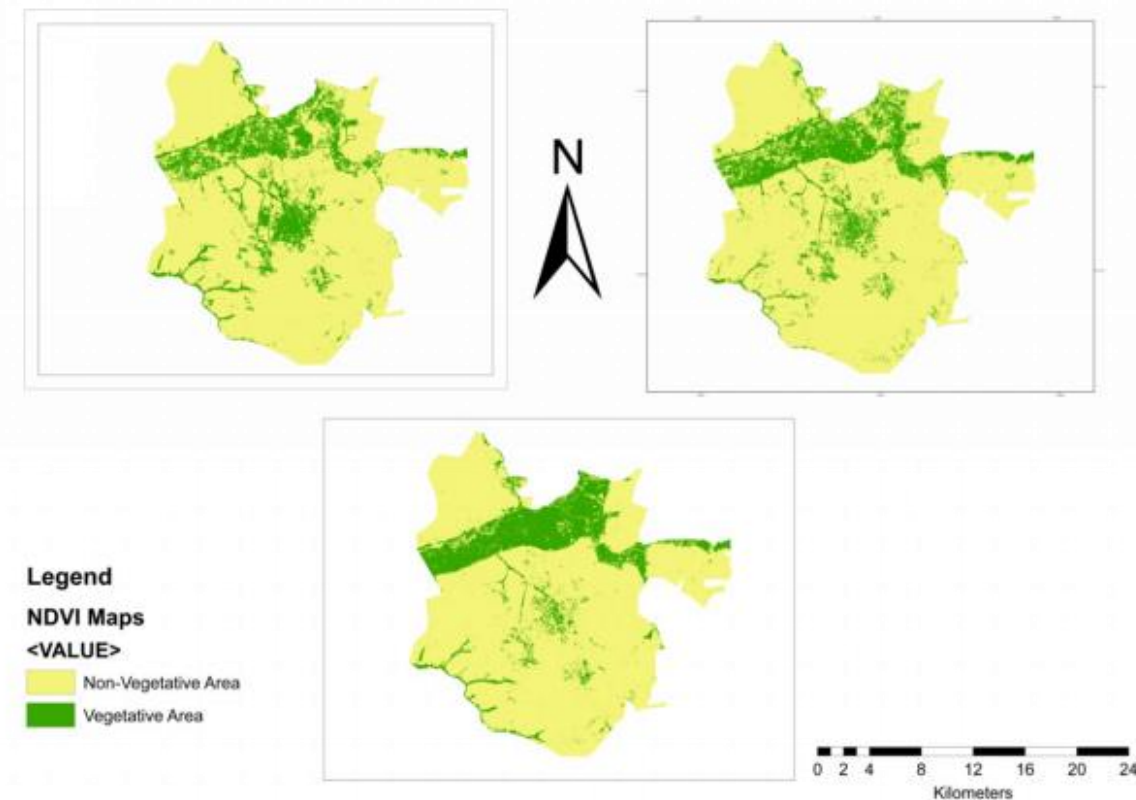 N
Legend
NDVI Maps
<VALUE>
Non-Vegetative Area
Vegetative Area
0 2 4 8 12 16 20 24
Kilometers